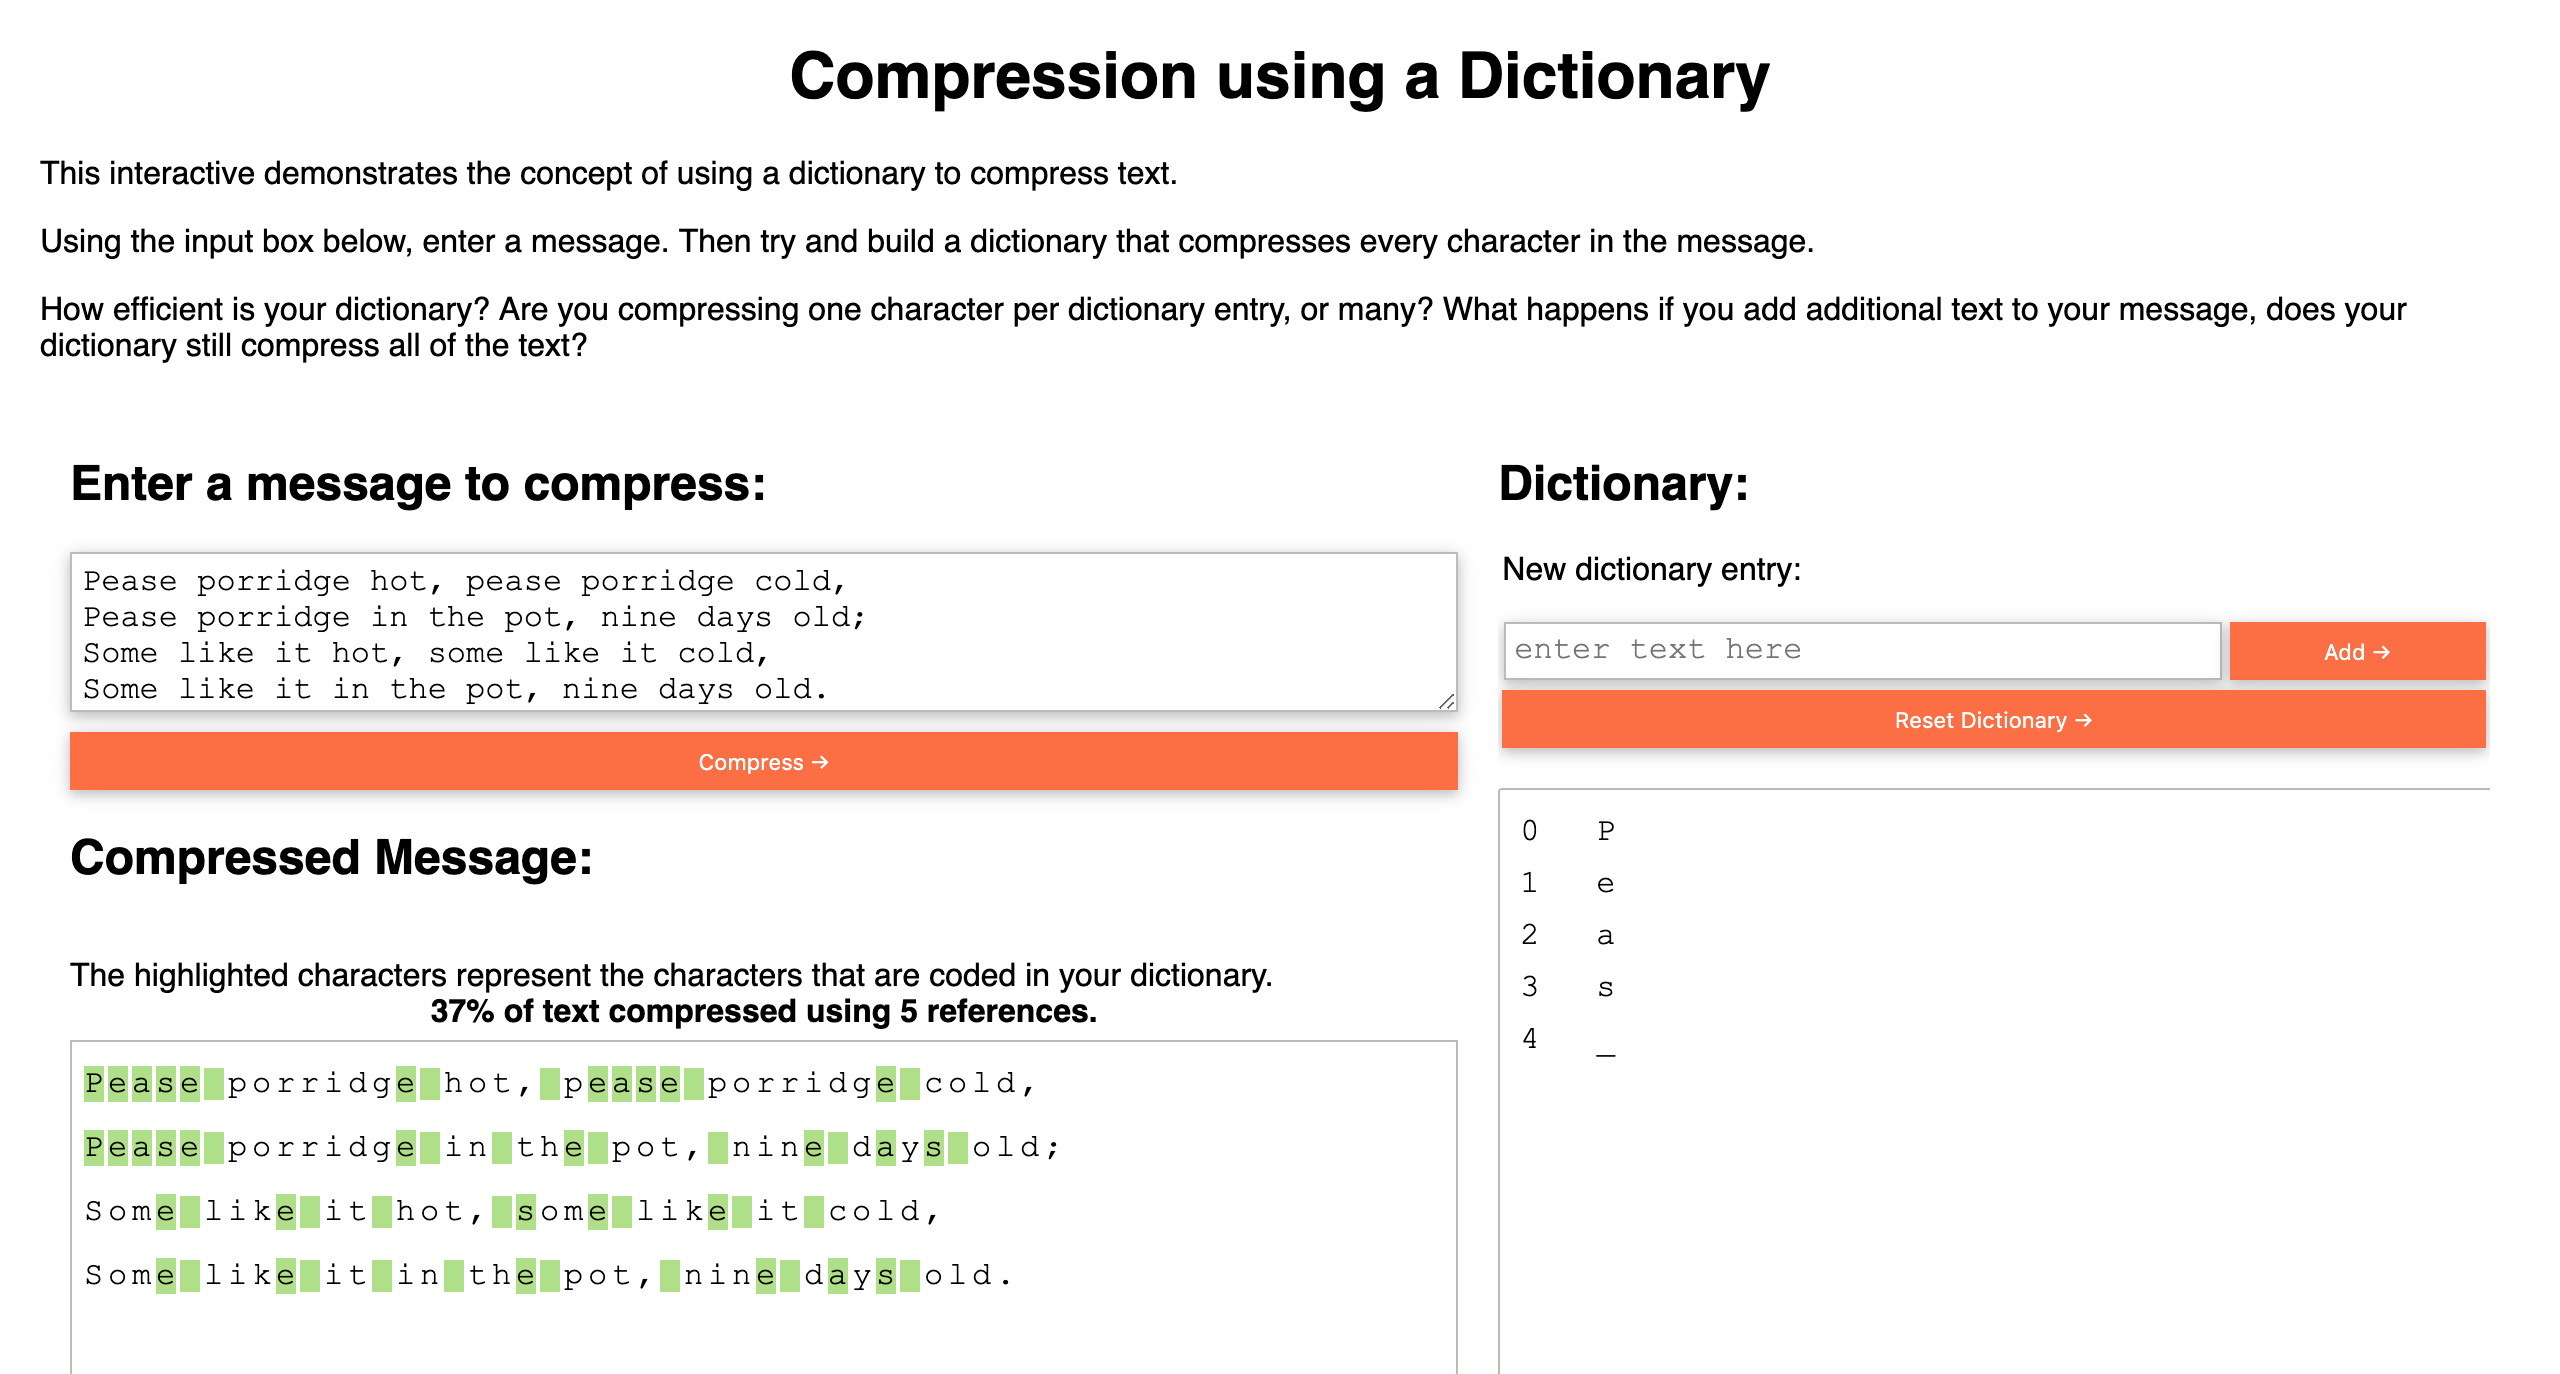 Compression using a Dictionary
This interactive demonstrates the concept of using a dictionary to compress text.
Using the input box below, enter a message. Then try and build a dictionary that compresses every character in the message.
How efficient is your dictionary? Are you compressing one character per dictionary entry, or many? What happens if you add additional text to your message, does your
dictionary still compress all of the text?
Enter a message to compress:
Pease porridge hot, pease porridge cold,
Pease porridge in the pot, nine days old;
Some like it hot, some like it cold,
Some like it in the pot, nine days old.
Compress →
Compressed Message:
The highlighted characters represent the characters that are coded in your dictionary.
37% of text compressed using 5 references.
Pease porridge hot, pease porridge cold,
Pease porridge in the pot, nine days old;
Some like it hot, some like it cold,
Some like it in the pot, nine days old.
Dictionary:
New dictionary entry:
enter text here
Add →
Reset Dictionary →
0 P
1 e
2 a
3 s
4 _